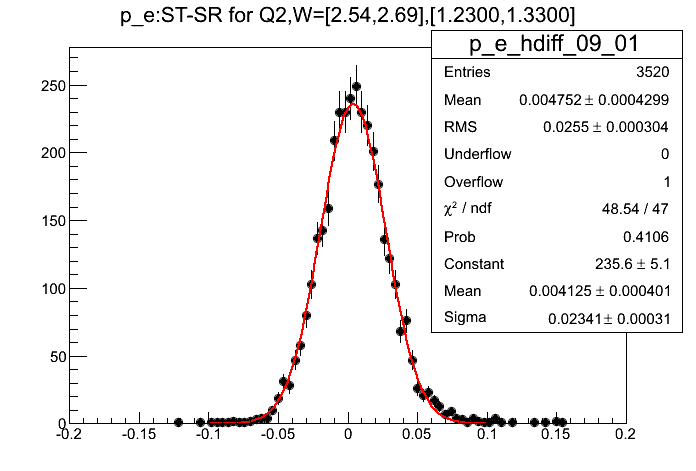 p_e:ST-SR for Q2,W=[2.54,2.69],[1.2300,1.3300]
p_e_hdiff_09_01
Entries 3520
Mean 0.004752 ± 0.0004299
RMS 0.0255 ± 0.000304
Underflow 0
Overflow 1
χ² / ndf 48.54 / 47
Prob 0.4106
Constant 235.6 ± 5.1
Mean 0.004125 ± 0.000401
Sigma 0.02341 ± 0.00031
250
200
150
100
50
0
-0.2 -0.15 -0.1 -0.05 0 0.05 0.1 0.15 0.2